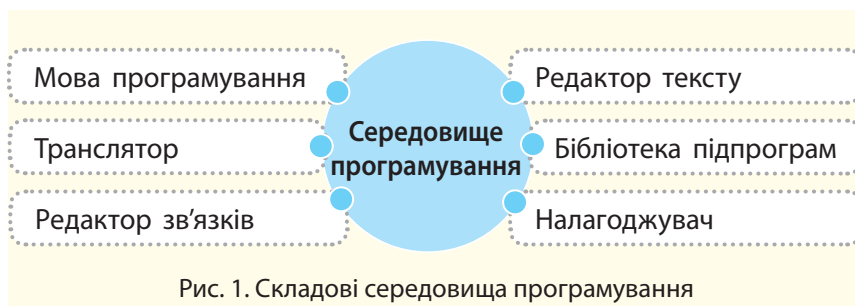 Мова програмування
Транслятор
Редактор зв'язків
Середовище
програмування
Редактор тексту
Бібліотека підпрограм
Налагоджувач
Рис. 1. Складові середовища програмування